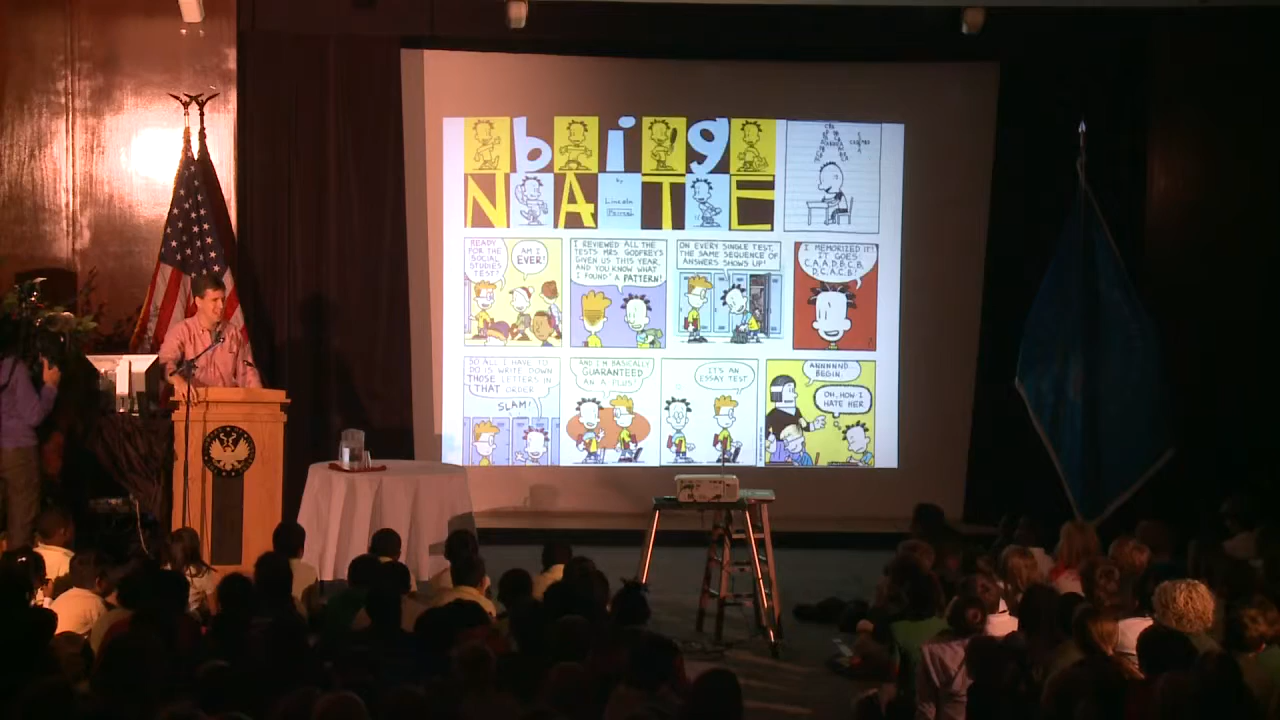 big
NATE
by
Lincoln
Peirce
READY
FOR THE
SOCIAL
STUDIES
TEST?
AM I
EVER!
I REVIEWED ALL THE
TESTS MRS. GODFREY'S
GIVEN US THIS YEAR,
AND YOU KNOW WHAT
I FOUND? A PATTERN!
ON EVERY SINGLE TEST,
THE SAME SEQUENCE OF
ANSWERS SHOWS UP!
I MEMORIZED IT!
IT GOES:
C, A, A, D, B, C, B,
D, C, A, C, B!
SO ALL I HAVE TO
DO IS WRITE DOWN
THOSE LETTERS IN
THAT ORDER
SLAM!
AND I'M BASICALLY
GUARANTEED
AN A PLUS!
IT'S AN
ESSAY TEST
ANNNNND...
BEGIN.
OH, HOW I
HATE HER